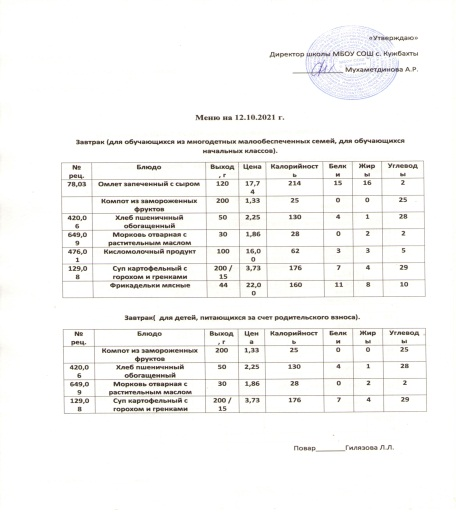 «Утверждаю»
Директор школы МБОУ СОШ с. Кужбахты
____________ Мухаметдинова А.Р.
Меню на 12.10.2021 г.
Завтрак (для обучающихся из многодетных малообеспеченных семей, для обучающихся
начальных классов).
№ рец. Блюдо Выход, г Цена Калорийность Белки Жиры Углеводы
78,03 Омлет запеченный с сыром 120 17,74 214 15 16 2
Компот из замороженных фруктов 200 1,33 25 0 0 25
420,06 Хлеб пшеничнный обогащенный 50 2,25 130 4 1 28
649,09 Морковь отварная с растительным маслом 30 1,86 28 0 2 2
476,01 Кисломолочный продукт 100 16,00 62 3 3 5
129,08 Суп картофельный с горохом и гренками 200 / 15 3,73 176 7 4 29
Фрикадельки мясные 44 22,00 160 11 8 10
Завтрак( для детей, питающихся за счет родительского взноса).
№ рец. Блюдо Выход, г Цена Калорийность Белки Жиры Углеводы
Компот из замороженных фруктов 200 1,33 25 0 0 25
420,06 Хлеб пшеничнный обогащенный 50 2,25 130 4 1 28
649,09 Морковь отварная с растительным маслом 30 1,86 28 0 2 2
129,08 Суп картофельный с горохом и гренками 200 / 15 3,73 176 7 4 29
Повар________Гилязова Л.Л.